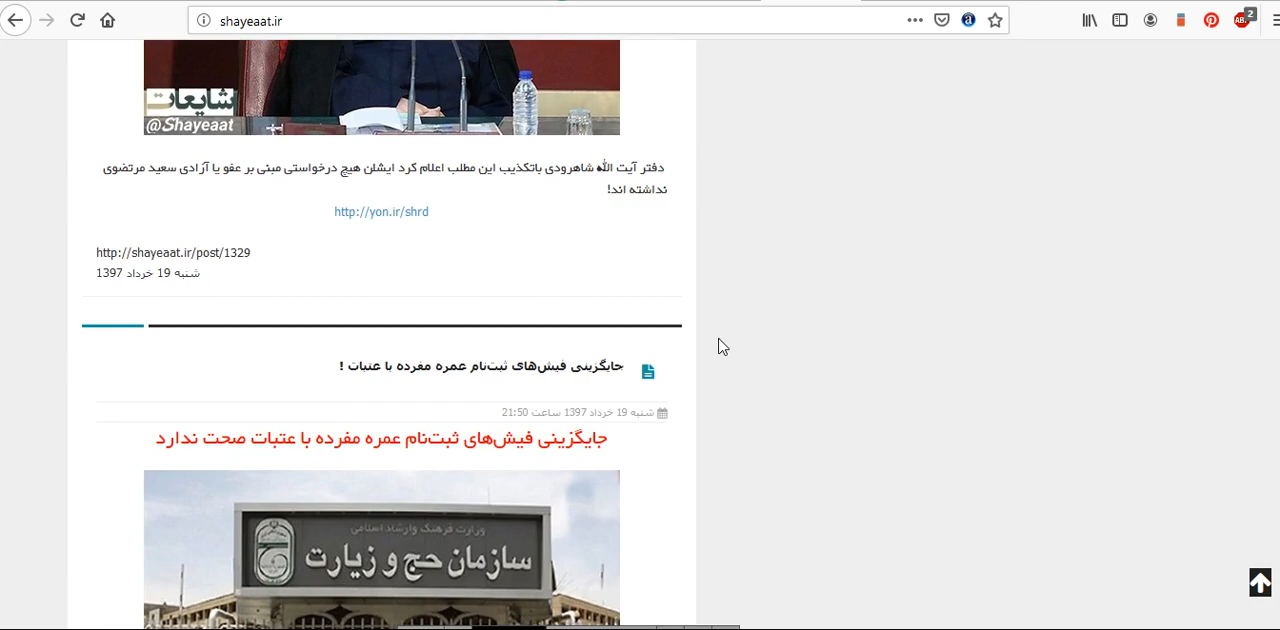 shayeaat.ir
2
شایعات
@Shayeaat
دفتر آیت الله شاهرودی باتکذیب این مطلب اعلام کرد ایشلن هیچ درخواستی مبنی بر عفو یا آزادی سعید مرتضوی
نداشته اند!
http://yon.ir/shrd
http://shayeaat.ir/post/1329
شنبه 19 خرداد 1397
جایگزینی فیش‌های ثبت‌نام عمره مفرده با عتبات !
شنبه 19 خرداد 1397 ساعت 21:50
جایگزینی فیش‌های ثبت‌نام عمره مفرده با عتبات صحت ندارد
وزارت فرهنگ وارشاد اسلامی
سازمان حج و زیارت